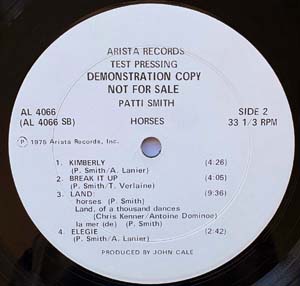 ARISTA RECORDS
TEST PRESSING
DEMONSTRATION COPY
NOT FOR SALE
PATTI SMITH
AL 4066
(AL 4066 SB)
HORSES
SIDE 2
33 1/3 RPM
Ⓟ 1975 Arista Records, Inc.
1. KIMBERLY (4:26)
(P. Smith/A. Lanier)
2. BREAK IT UP (4:05)
(P. Smith/T. Verlaine)
3. LAND: (9:36)
horses (P. Smith)
Land, of a thousand dances
(Chris Kenner/Antoine Dominoe)
la mer (de) (P. Smith)
4. ELEGIE (2:42)
(P. Smith/A. Lanier)
PRODUCED BY JOHN CALE